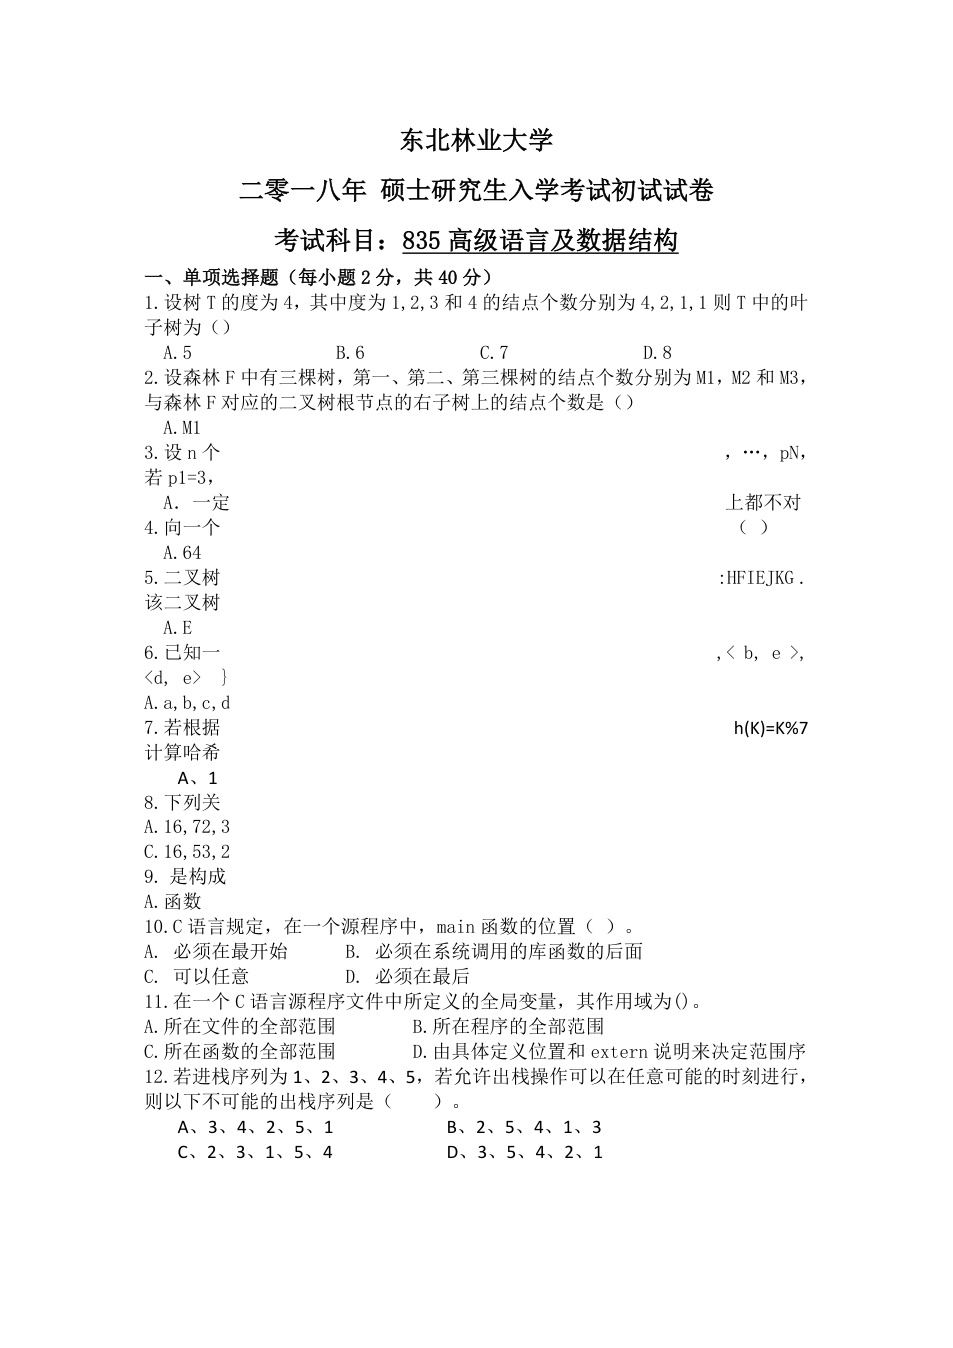 东北林业大学
二零一八年 硕士研究生入学考试初试试卷
考试科目：835 高级语言及数据结构
一、单项选择题（每小题 2 分，共 40 分）
1.设树 T 的度为 4，其中度为 1,2,3 和 4 的结点个数分别为 4,2,1,1 则 T 中的叶
子树为（）
A.5 B.6 C.7 D.8
2.设森林 F 中有三棵树，第一、第二、第三棵树的结点个数分别为 M1，M2 和 M3，
与森林 F 对应的二叉树根节点的右子树上的结点个数是（）
A.M1
3.设 n 个 ，…，pN，
若 p1=3，
A．一定 上都不对
4.向一个 （ ）
A.64
5.二叉树 :HFIEJKG .
该二叉树
A.E
6.已知一 ,< b, e >,
<d, e> }
A.a,b,c,d
7.若根据 h(K)=K%7
计算哈希
A、1
8.下列关
A.16,72,3
C.16,53,2
9. 是构成
A.函数
10.C 语言规定，在一个源程序中，main 函数的位置（ ）。
A. 必须在最开始 B. 必须在系统调用的库函数的后面
C. 可以任意 D. 必须在最后
11.在一个 C 语言源程序文件中所定义的全局变量，其作用域为()。
A.所在文件的全部范围 B.所在程序的全部范围
C.所在函数的全部范围 D.由具体定义位置和 extern 说明来决定范围序
12.若进栈序列为 1、2、3、4、5，若允许出栈操作可以在任意可能的时刻进行，
则以下不可能的出栈序列是（ ）。
A、3、4、2、5、1 B、2、5、4、1、3
C、2、3、1、5、4 D、3、5、4、2、1